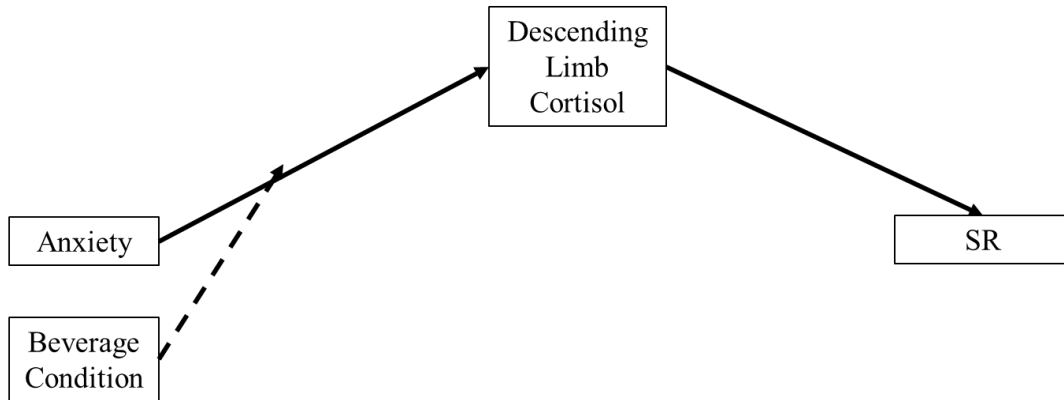 Descending
Limb
Cortisol
Anxiety
SR
Beverage
Condition